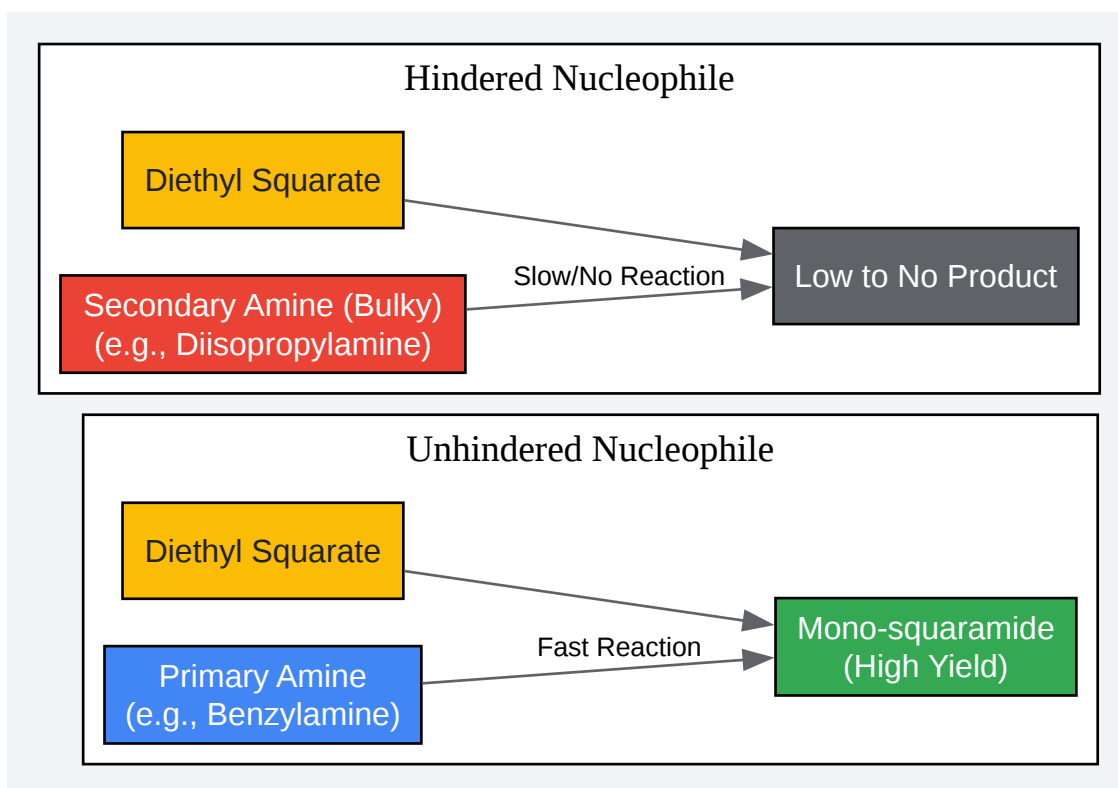 Hindered Nucleophile
Diethyl Squarate
Slow/No Reaction
Low to No Product
Secondary Amine (Bulky)
(e.g., Diisopropylamine)
Unhindered Nucleophile
Diethyl Squarate
Fast Reaction
Mono-squaramide
(High Yield)
Primary Amine
(e.g., Benzylamine)